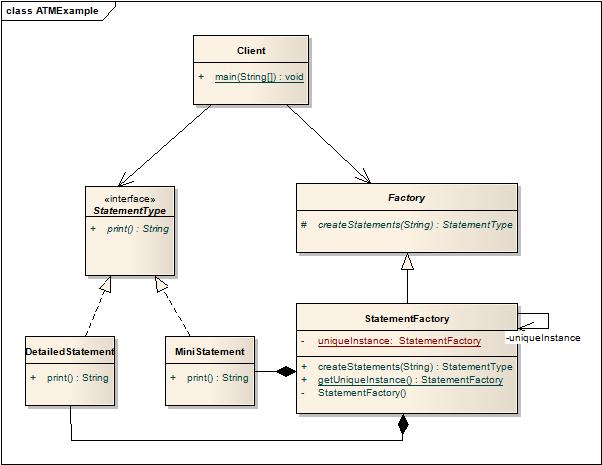 class ATMExample
Client
+ main(String[]) : void
«interface»
StatementType
+ print() : String
Factory
# createStatements(String) : StatementType
StatementFactory
- uniqueInstance: StatementFactory
+ createStatements(String) : StatementType
+ getUniqueInstance() : StatementFactory
- StatementFactory()
-uniqueInstance
DetailedStatement
+ print() : String
MiniStatement
+ print() : String